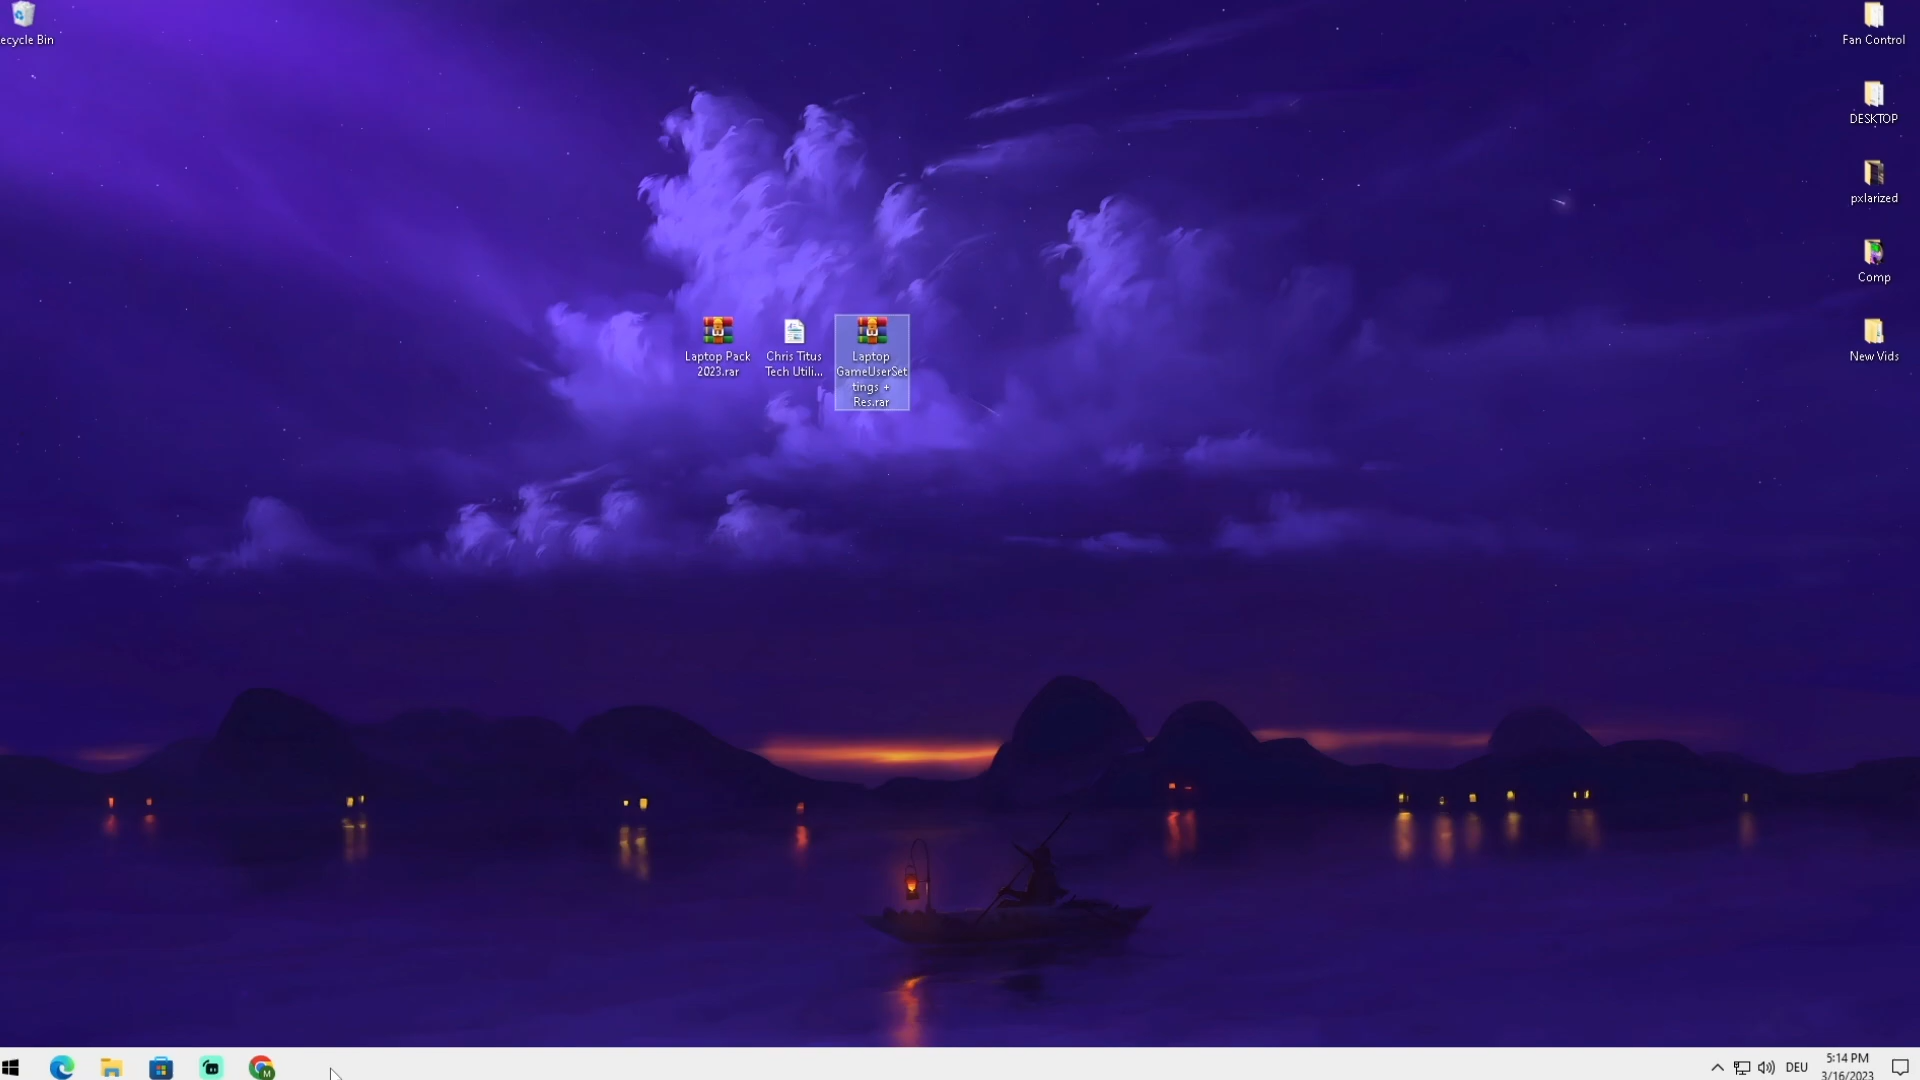 ecycle Bin
Fan Control
DESKTOP
pxlarized
Comp
New Vids
Laptop Pack
2023.rar
Chris Titus
Tech Utili...
Laptop
GameUserSet
tings +
Res.rar
M
DEU
5:14 PM
3/16/2023